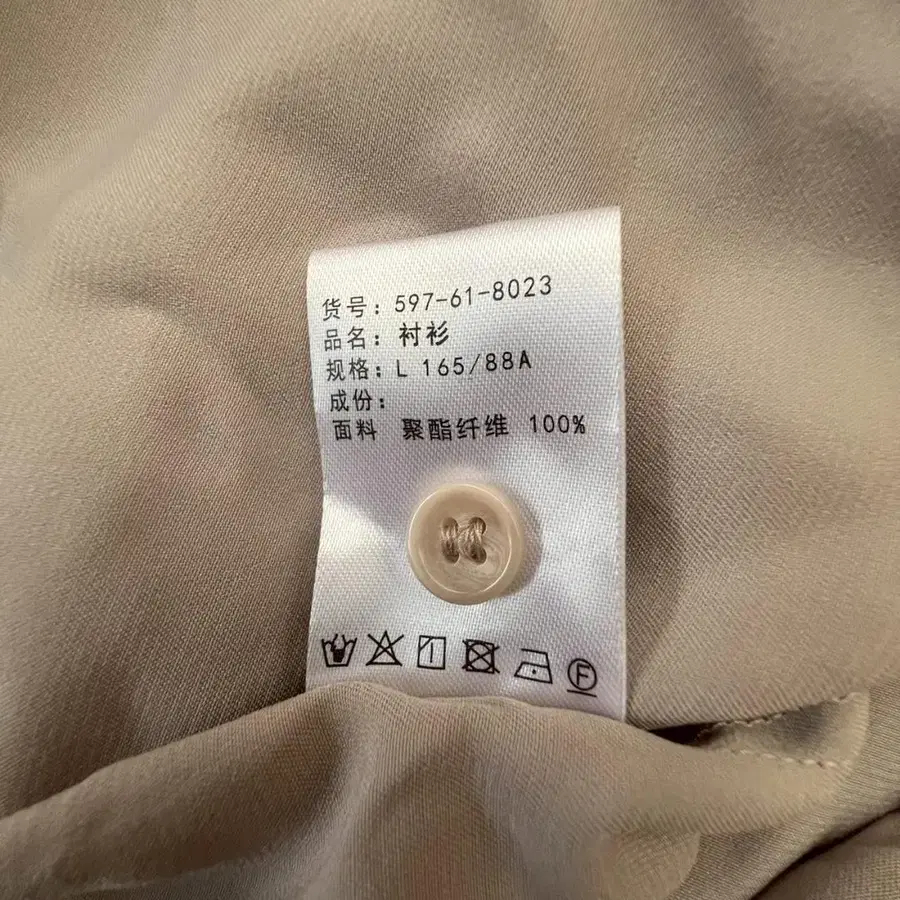 货号: 597-61-8023
品名: 衬衫
规格: L 165/88A
成份:
面料 聚酯纤维 100%
F